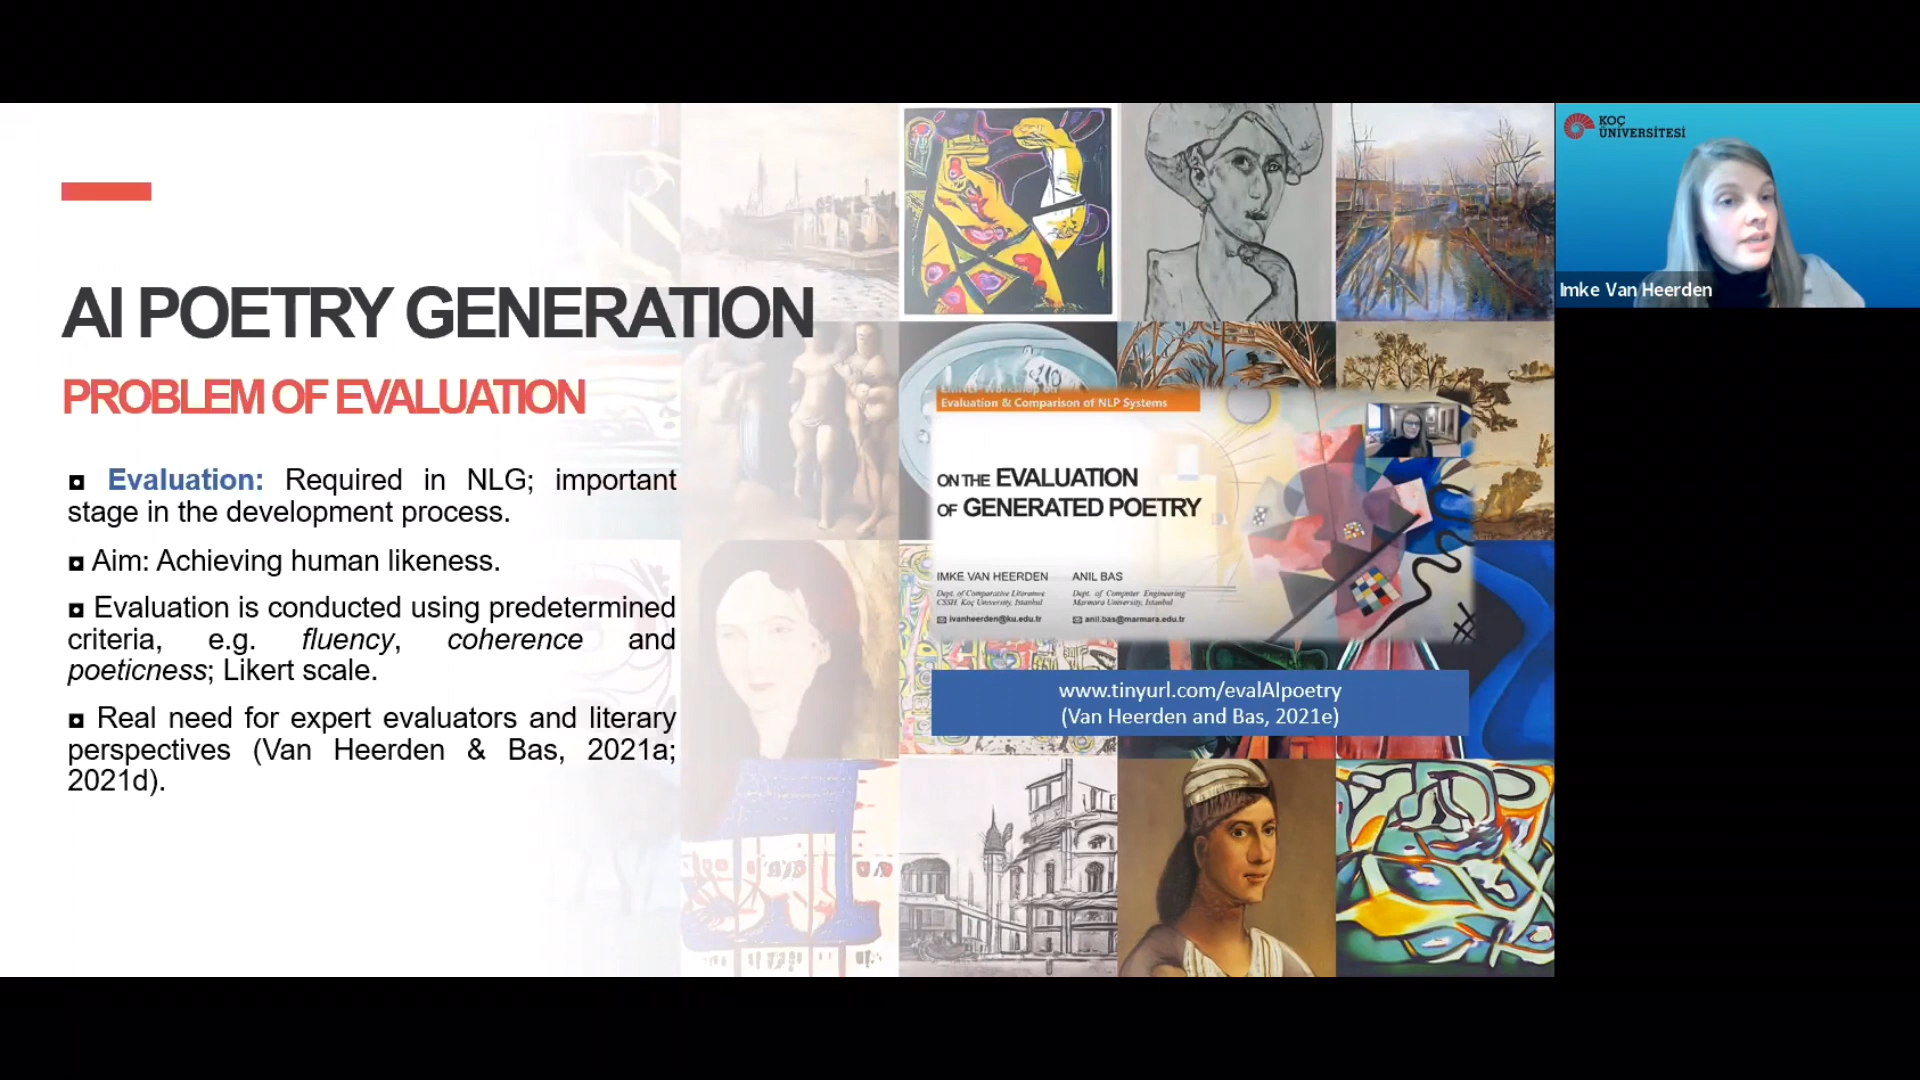 AI POETRY GENERATION
PROBLEM OF EVALUATION
Evaluation: Required in NLG; important
stage in the development process.
Aim: Achieving human likeness.
Evaluation is conducted using predetermined
criteria, e.g. fluency, coherence and
poeticness; Likert scale.
Real need for expert evaluators and literary
perspectives (Van Heerden & Bas, 2021a;
2021d).
Evaluation & Comparison of NLP Systems
ON THE EVALUATION
OF GENERATED POETRY
IMKE VAN HEERDEN
Dept. of Comparative Literature
CSSH, Koç University, Istanbul
ivanheerden@ku.edu.tr
ANIL BAS
Dept. of Computer Engineering
Marmara University, Istanbul
anil.bas@marmara.edu.tr
www.tinyurl.com/evalAIpoetry
(Van Heerden and Bas, 2021e)
KOÇ
ÜNİVERSİTESİ
Imke Van Heerden